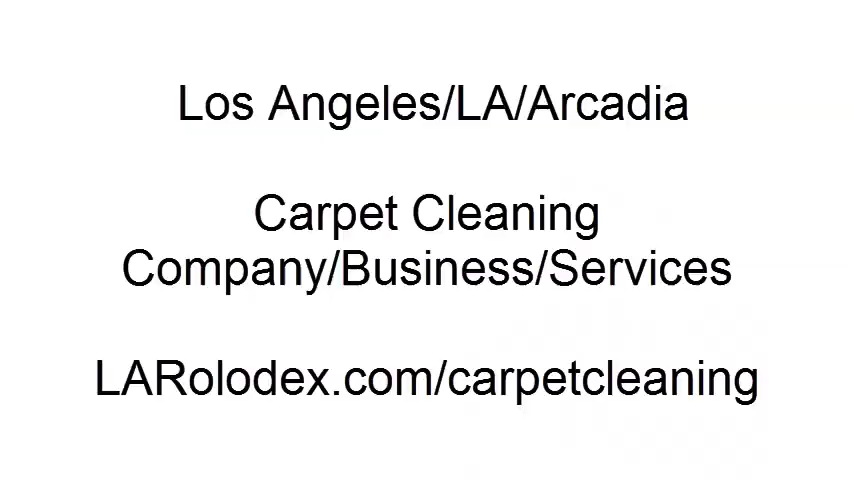 Los Angeles/LA/Arcadia
Carpet Cleaning
Company/Business/Services
LARolodex.com/carpetcleaning